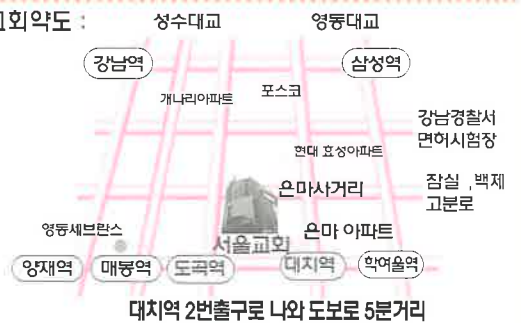 회약도 :
성수대교
영동대교
강남역
삼성역
개나리아파트
포스코
강남경찰서
면허시험장
현대 효성아파트
은마사거리
잠실 ,백제
고분로
영동세브란스
서울교회
은마 아파트
양재역
매봉역
도곡역
대치역
학여울역
대치역 2번출구로 나와 도보로 5분거리